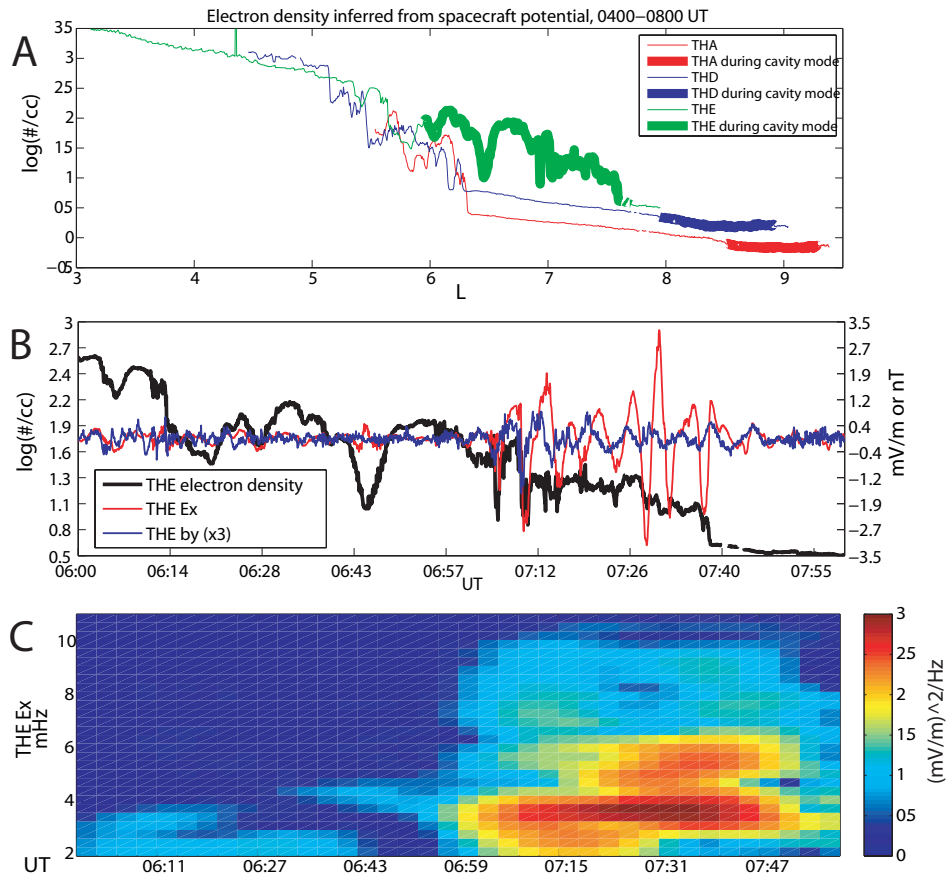 Electron density inferred from spacecraft potential, 0400–0800 UT
A
log(#/cc)
35
3
25
2
15
1
05
0
−05
3
4
5
6
7
8
9
L
THA
THA during cavity mode
THD
THD during cavity mode
THE
THE during cavity mode
B
log(#/cc)
3
2.7
2.4
2.2
1.9
1.6
1.3
1.1
0.8
0.5
3.5
2.7
1.9
1.2
0.4
−0.4
−1.2
−1.9
−2.7
−3.5
mV/m or nT
THE electron density
THE Ex
THE by (x3)
06:00
06:14
06:28
06:43
06:57
07:12
07:26
07:40
07:55
UT
C
THE Ex
mHz
10
8
6
4
2
UT
06:11
06:27
06:43
06:59
07:15
07:31
07:47
3
25
2
15
1
05
0
(mV/m)^2/Hz